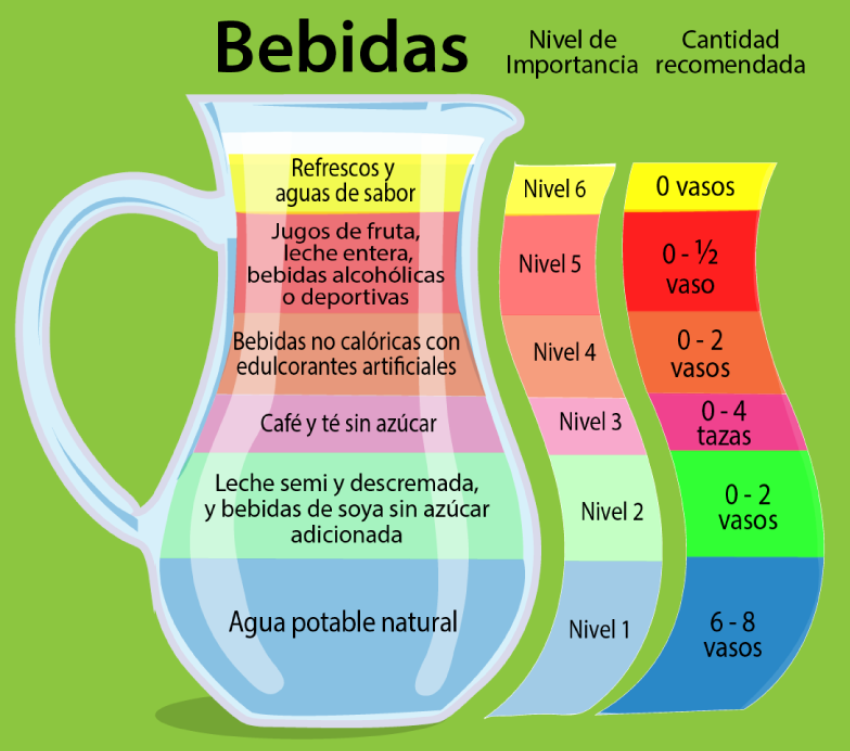 Bebidas
Nivel de
Importancia
Cantidad
recomendada
Refrescos y
aguas de sabor
Nivel 6
0 vasos
Jugos de fruta,
leche entera,
bebidas alcohólicas
o deportivas
Nivel 5
0 - ½
vaso
Bebidas no calóricas con
edulcorantes artificiales
Nivel 4
0 - 2
vasos
Café y té sin azúcar
Nivel 3
0 - 4
tazas
Leche semi y descremada,
y bebidas de soya sin azúcar
adicionada
Nivel 2
0 - 2
vasos
Agua potable natural
Nivel 1
6 - 8
vasos